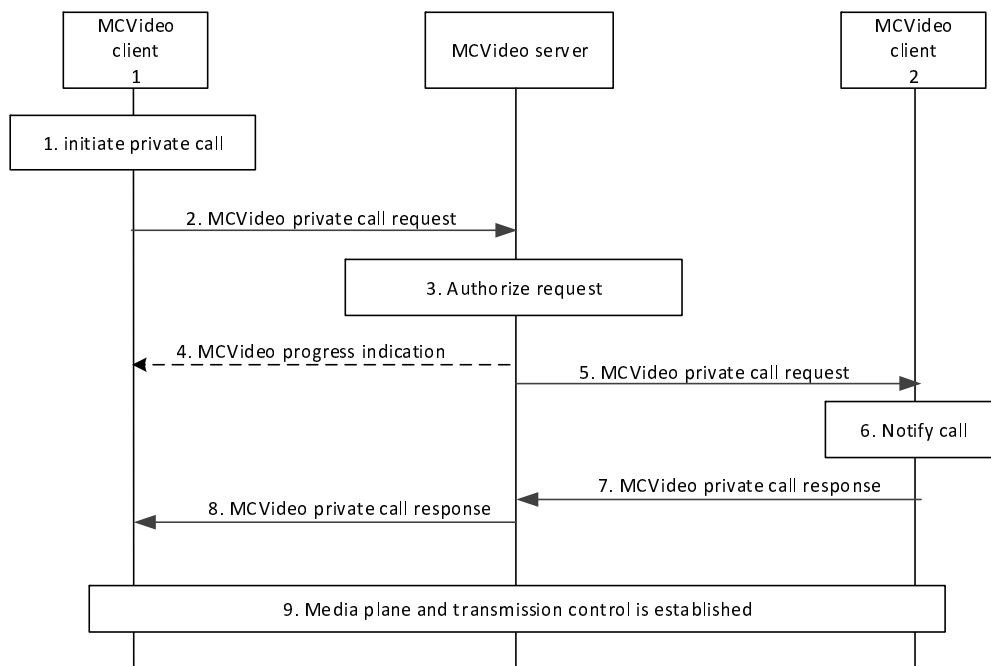 MCVideo
client
1
MCVideo server
MCVideo
client
2
1. initiate private call
2. MCVideo private call request
3. Authorize request
4. MCVideo progress indication
5. MCVideo private call request
6. Notify call
7. MCVideo private call response
8. MCVideo private call response
9. Media plane and transmission control is established